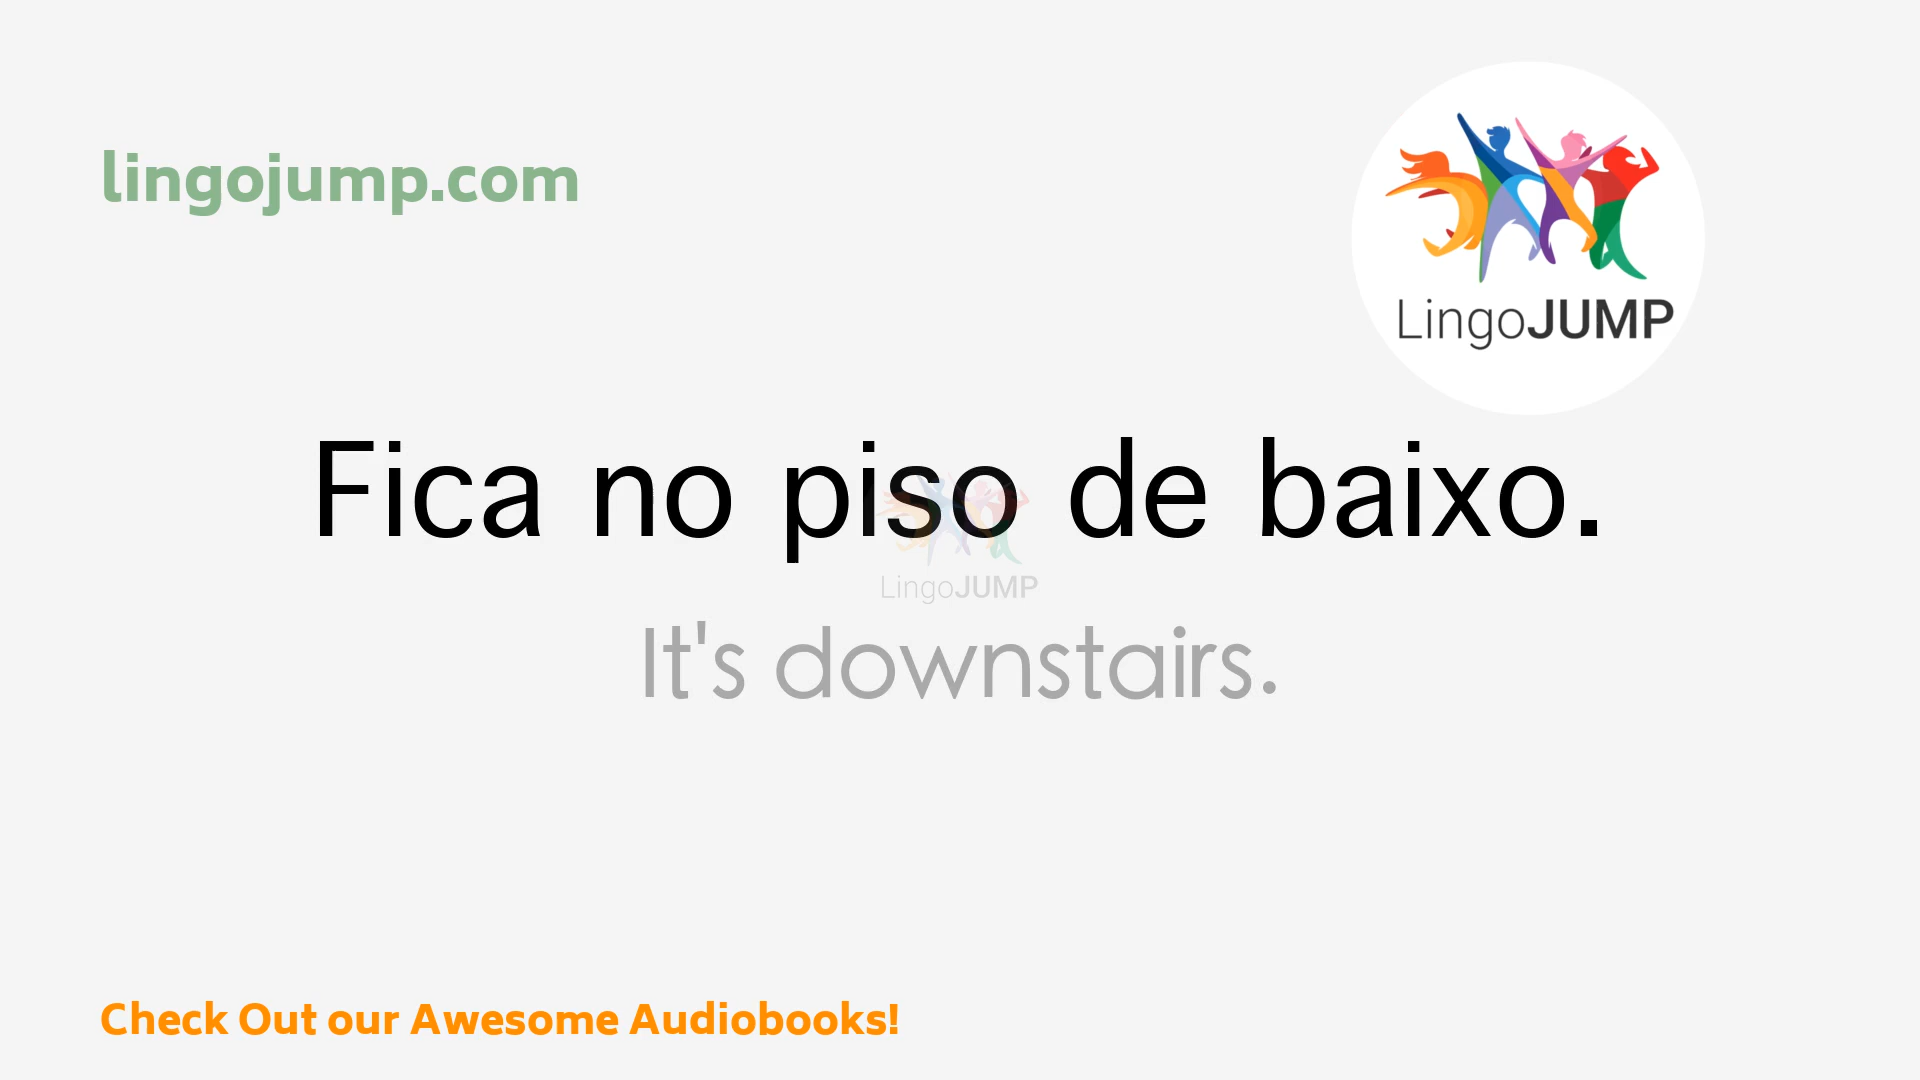 lingojump.com
LingoJUMP
Fica no piso de baixo.
LingoJUMP
It's downstairs.
Check Out our Awesome Audiobooks!